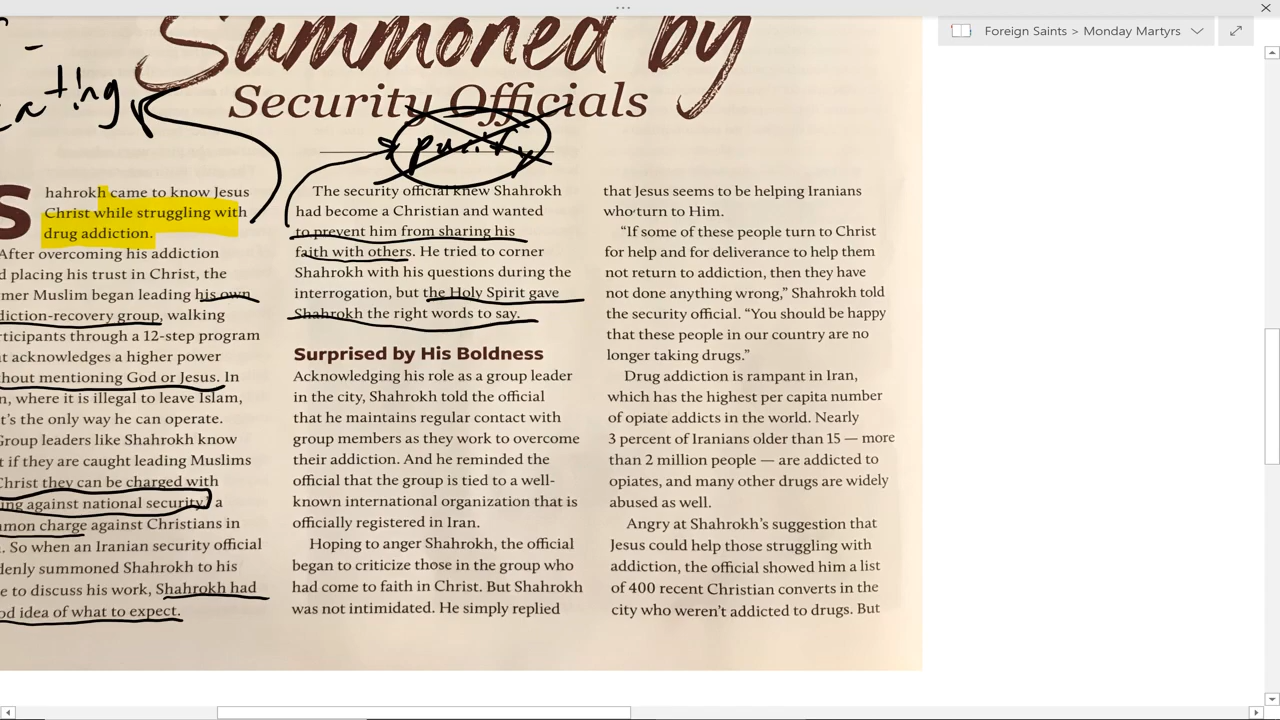 Foreign Saints > Monday Martyrs
Summoned by
Security Officials
ating
purity
Shahrokh came to know Jesus
Christ while struggling with
drug addiction.
After overcoming his addiction
d placing his trust in Christ, the
mer Muslim began leading his own
diction-recovery group, walking
rticipants through a 12-step program
t acknowledges a higher power
hout mentioning God or Jesus. In
n, where it is illegal to leave Islam,
t's the only way he can operate.
Group leaders like Shahrokh know
t if they are caught leading Muslims
Christ they can be charged with
ng against national security, a
mmon charge against Christians in
. So when an Iranian security official
denly summoned Shahrokh to his
e to discuss his work, Shahrokh had
od idea of what to expect.
The security official knew Shahrokh
had become a Christian and wanted
to prevent him from sharing his
faith with others. He tried to corner
Shahrokh with his questions during the
interrogation, but the Holy Spirit gave
Shahrokh the right words to say.
Surprised by His Boldness
Acknowledging his role as a group leader
in the city, Shahrokh told the official
that he maintains regular contact with
group members as they work to overcome
their addiction. And he reminded the
official that the group is tied to a well-
known international organization that is
officially registered in Iran.
Hoping to anger Shahrokh, the official
began to criticize those in the group who
had come to faith in Christ. But Shahrokh
was not intimidated. He simply replied
that Jesus seems to be helping Iranians
who turn to Him.
"If some of these people turn to Christ
for help and for deliverance to help them
not return to addiction, then they have
not done anything wrong," Shahrokh told
the security official. "You should be happy
that these people in our country are no
longer taking drugs."
Drug addiction is rampant in Iran,
which has the highest per capita number
of opiate addicts in the world. Nearly
3 percent of Iranians older than 15 — more
than 2 million people — are addicted to
opiates, and many other drugs are widely
abused as well.
Angry at Shahrokh's suggestion that
Jesus could help those struggling with
addiction, the official showed him a list
of 400 recent Christian converts in the
city who weren't addicted to drugs. But